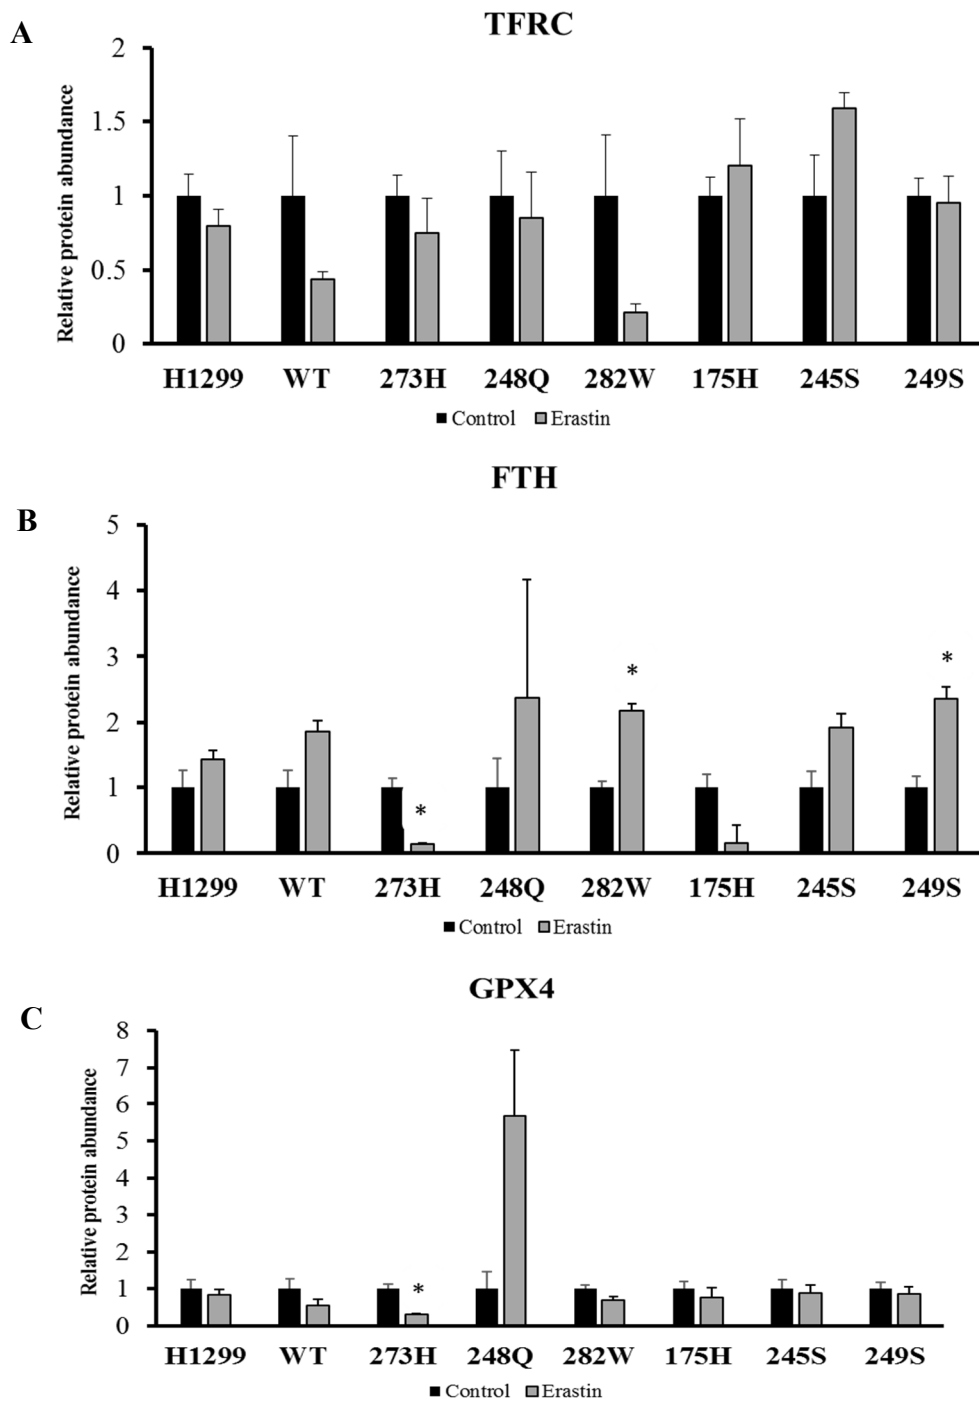 A
TFRC
Relative protein abundance
2
1.5
1
0.5
0
H1299 WT 273H 248Q 282W 175H 245S 249S
Control Erastin
FTH
B
Relative protein abundance
5
4
3
2
1
0
* * *
H1299 WT 273H 248Q 282W 175H 245S 249S
Control Erastin
GPX4
C
Relative protein abundance
8
7
6
5
4
3
2
1
0
*
H1299 WT 273H 248Q 282W 175H 245S 249S
Control Erastin